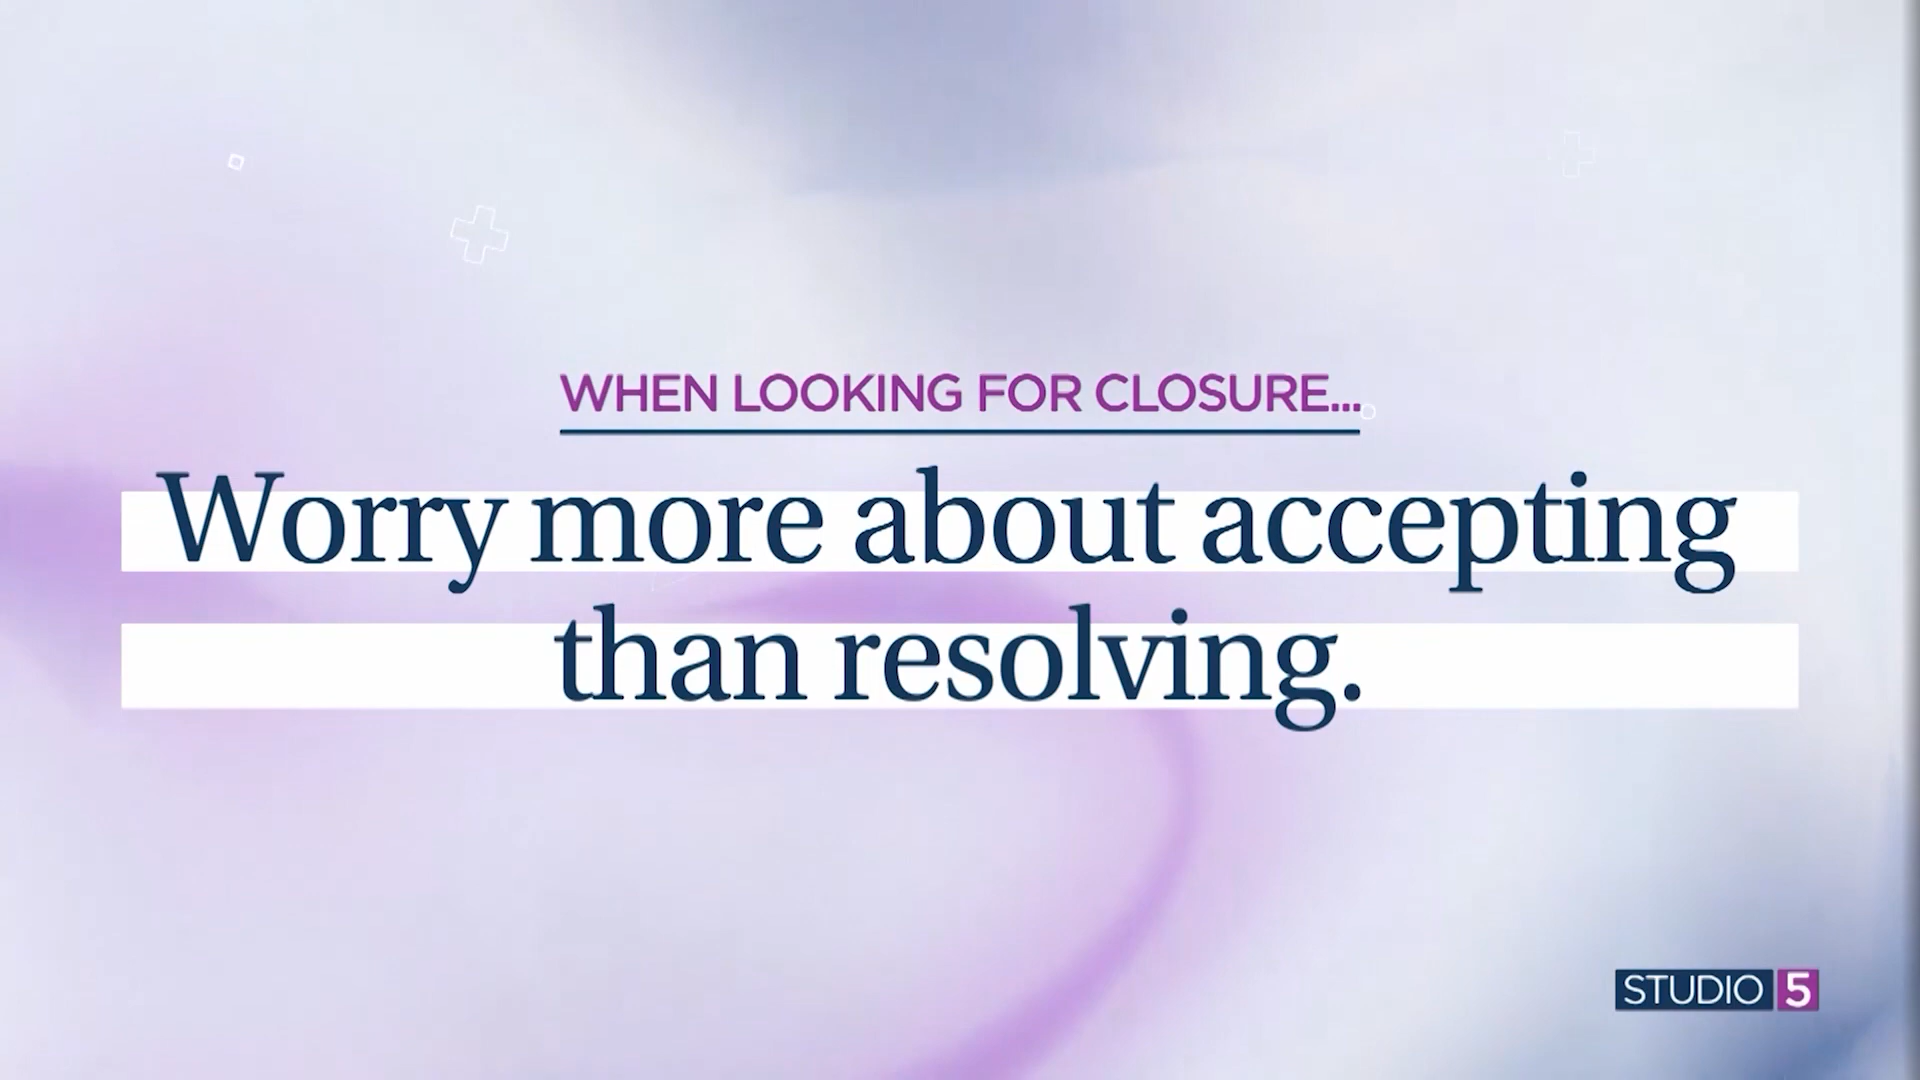 WHEN LOOKING FOR CLOSURE...
Worry more about accepting
than resolving.
STUDIO 5